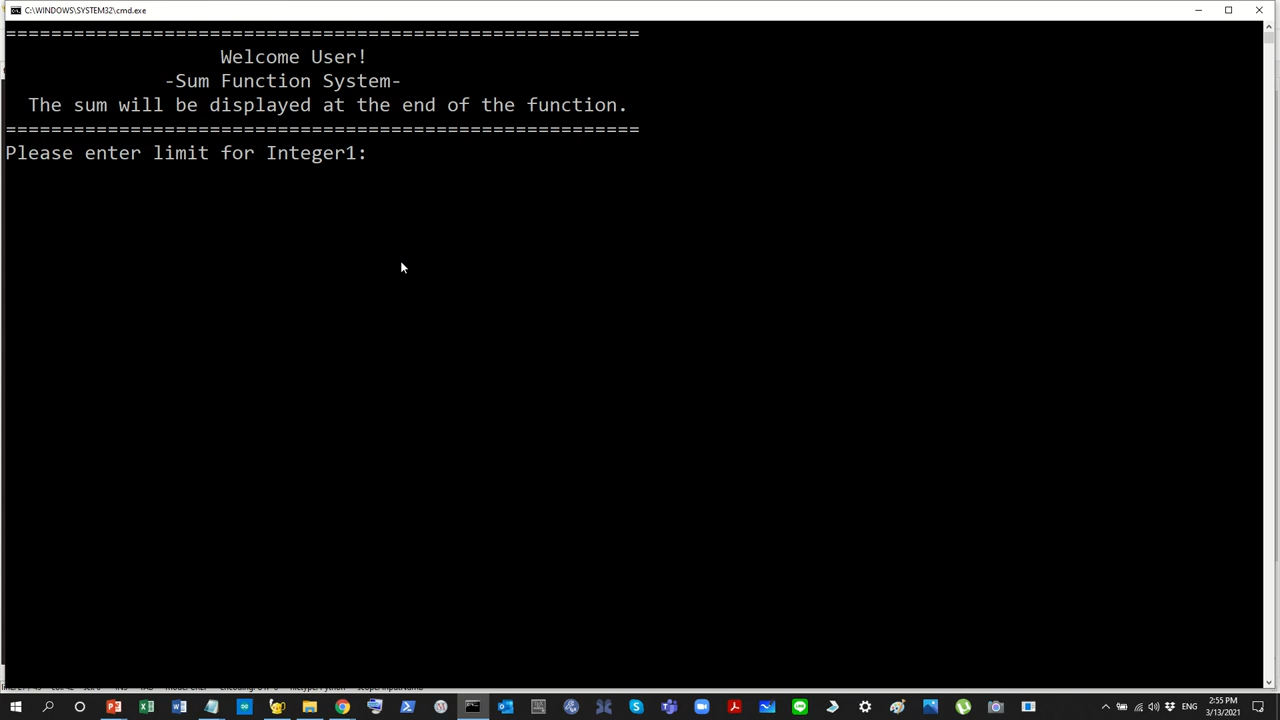 C:\WINDOWS\SYSTEM32\cmd.exe
========================================================
Welcome User!
-Sum Function System-
The sum will be displayed at the end of the function.
========================================================
Please enter limit for Integer1:
ENG
2:55 PM
3/13/2021